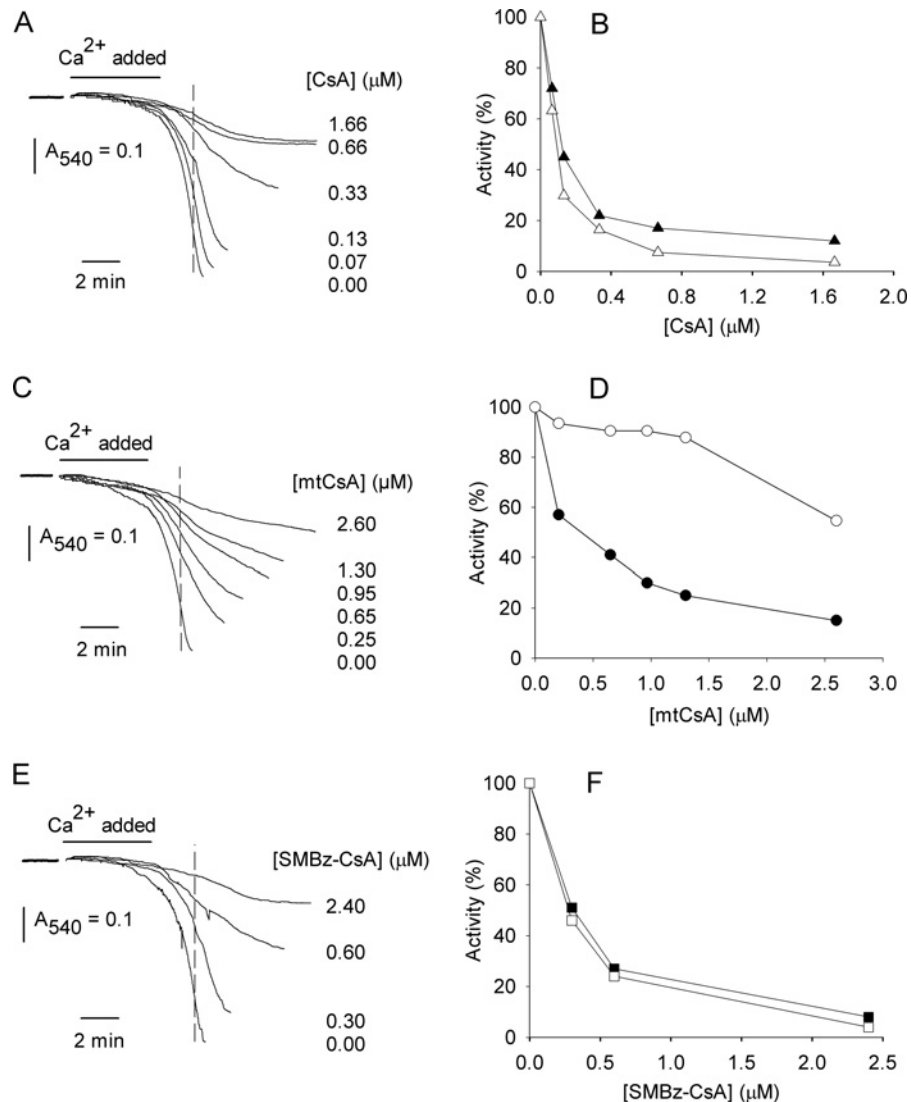 A
Ca2+ added
[CsA] (μM)
1.66
0.66
A540 = 0.1
0.33
0.13
0.07
0.00
2 min
B
Activity (%)
100
80
60
40
20
0
0.0 0.4 0.8 1.2 1.6 2.0
[CsA] (μM)
C
Ca2+ added
[mtCsA] (μM)
2.60
A540 = 0.1
1.30
0.95
0.65
0.25
0.00
2 min
D
Activity (%)
100
80
60
40
20
0
0.0 0.5 1.0 1.5 2.0 2.5 3.0
[mtCsA] (μM)
E
Ca2+ added
[SMBz-CsA] (μM)
2.40
A540 = 0.1
0.60
0.30
0.00
2 min
F
Activity (%)
100
80
60
40
20
0
0.0 0.5 1.0 1.5 2.0 2.5
[SMBz-CsA] (μM)